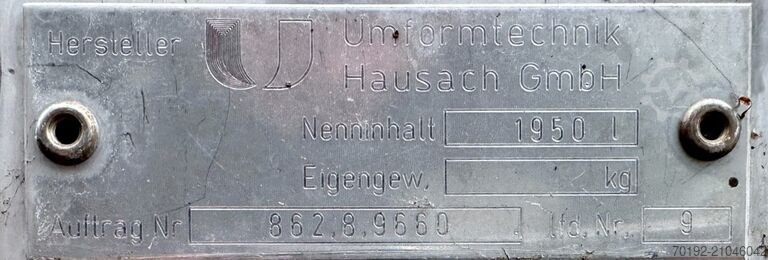 Hersteller Umformtechnik
Hausach GmbH
Nenninhalt 1950 l
Eigengew. kg
Auftrag Nr 862.8.9660 lfd. Nr. 9
70192-21046042